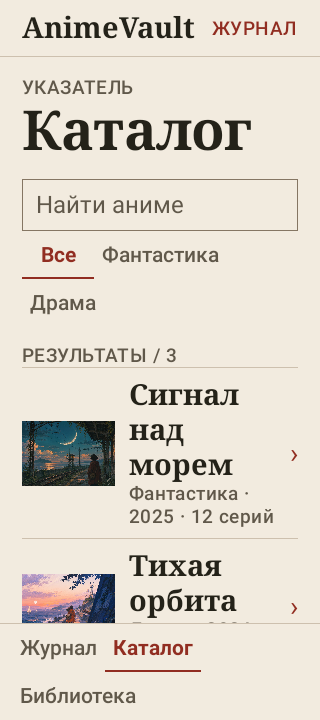 AnimeVault ЖУРНАЛ
УКАЗАТЕЛЬ
Каталог
Найти аниме
Все Фантастика
Драма
РЕЗУЛЬТАТЫ / 3
Сигнал
над
морем
Фантастика ·
2025 · 12 серий
›
Тихая
орбита
›
Журнал Каталог
Библиотека